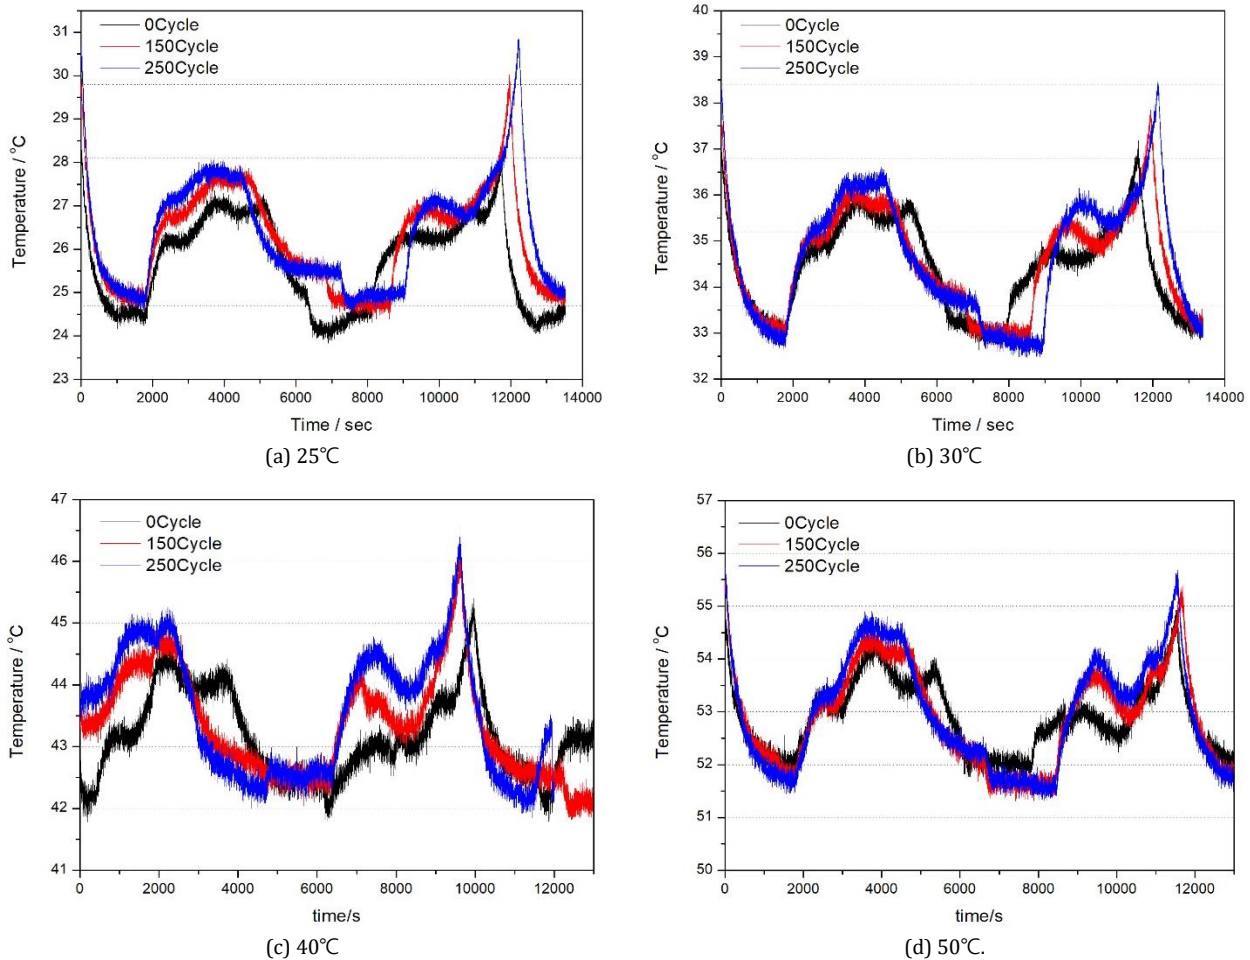 0Cycle
150Cycle
250Cycle
31
30
29
28
27
26
25
24
23
Temperature / °C
0 2000 4000 6000 8000 10000 12000 14000
Time / sec
(a) 25℃
0Cycle
150Cycle
250Cycle
40
39
38
37
36
35
34
33
32
Temperature / °C
0 2000 4000 6000 8000 10000 12000 14000
Time / sec
(b) 30℃
0Cycle
150Cycle
250Cycle
47
46
45
44
43
42
41
Temperature / °C
0 2000 4000 6000 8000 10000 12000
time/s
(c) 40℃
0Cycle
150Cycle
250Cycle
57
56
55
54
53
52
51
50
Temperature / °C
0 2000 4000 6000 8000 10000 12000
time/s
(d) 50℃.